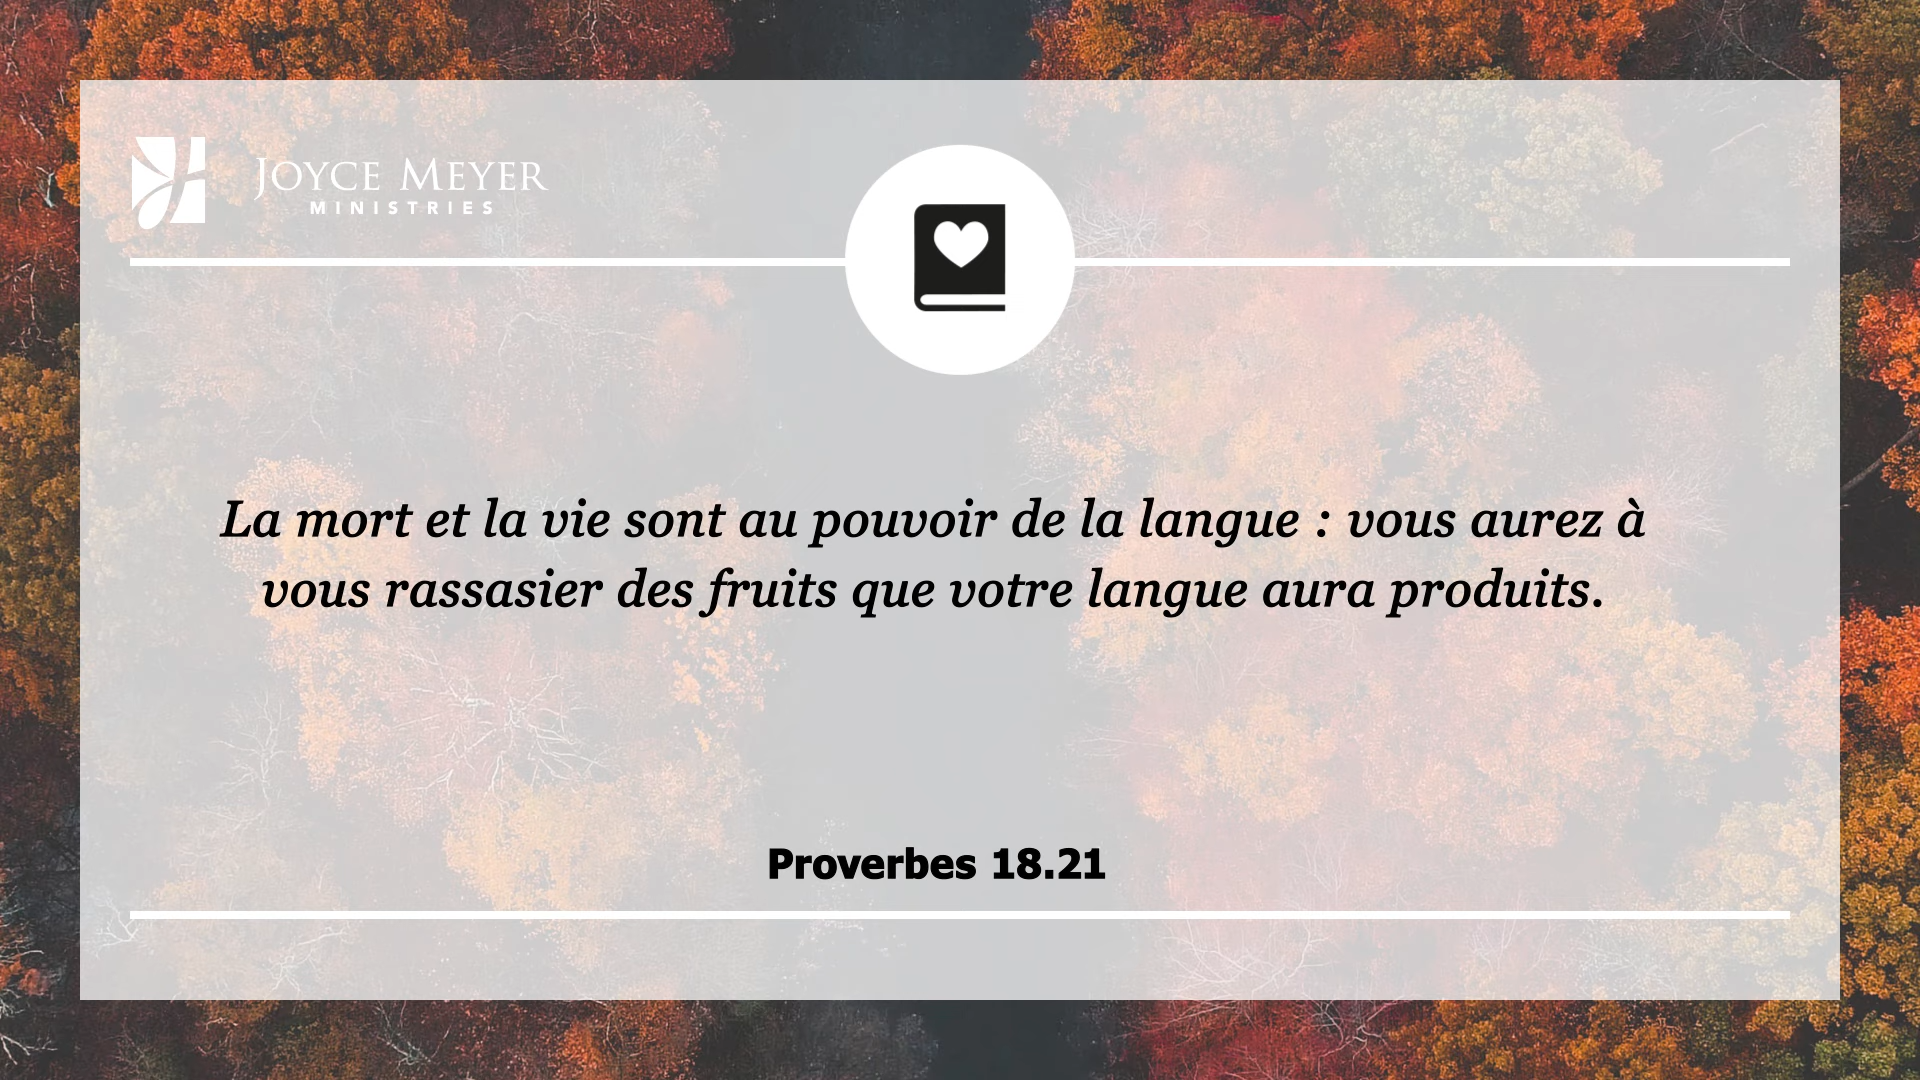 JOYCE MEYER
MINISTRIES
La mort et la vie sont au pouvoir de la langue : vous aurez à
vous rassasier des fruits que votre langue aura produits.
Proverbes 18.21